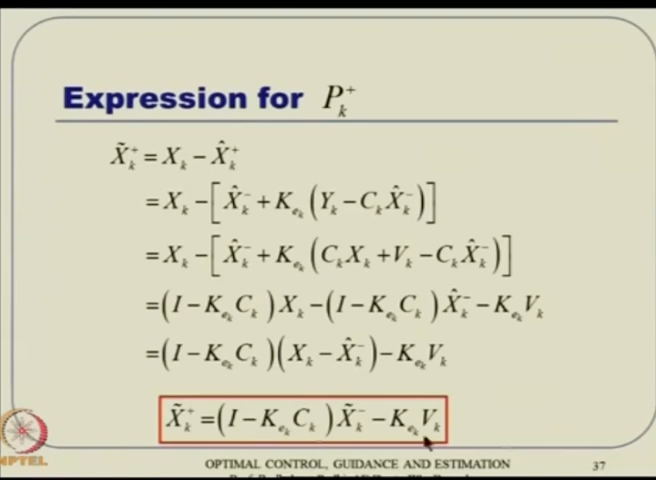 Expression for P_k^+
X̃_k^+ = X_k − X̂_k^+
= X_k − [X̂_k^− + K_{e_k}(Y_k − C_k X̂_k^−)]
= X_k − [X̂_k^− + K_{e_k}(C_k X_k + V_k − C_k X̂_k^−)]
= (I − K_{e_k} C_k) X_k − (I − K_{e_k} C_k) X̂_k^− − K_{e_k} V_k
= (I − K_{e_k} C_k)(X_k − X̂_k^−) − K_{e_k} V_k
X̃_k^+ = (I − K_{e_k} C_k) X̃_k^− − K_{e_k} V_k
OPTIMAL CONTROL, GUIDANCE AND ESTIMATION 37